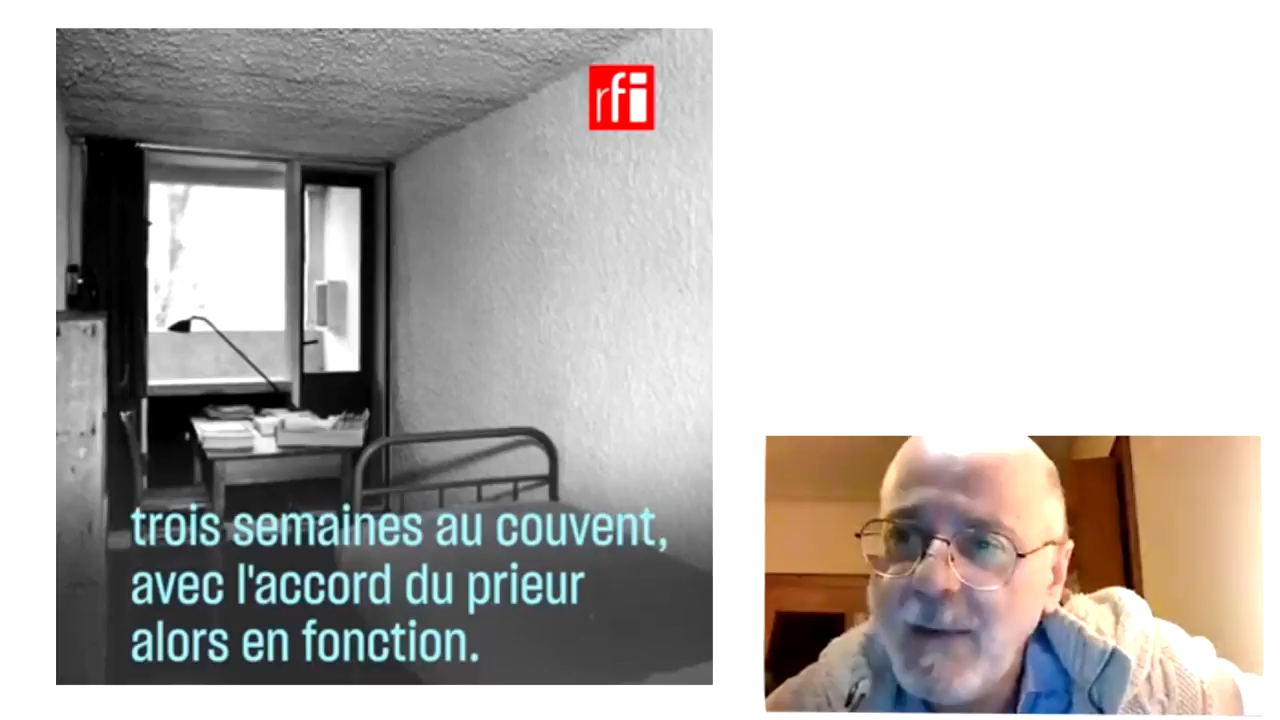 rfi
trois semaines au couvent,
avec l'accord du prieur
alors en fonction.